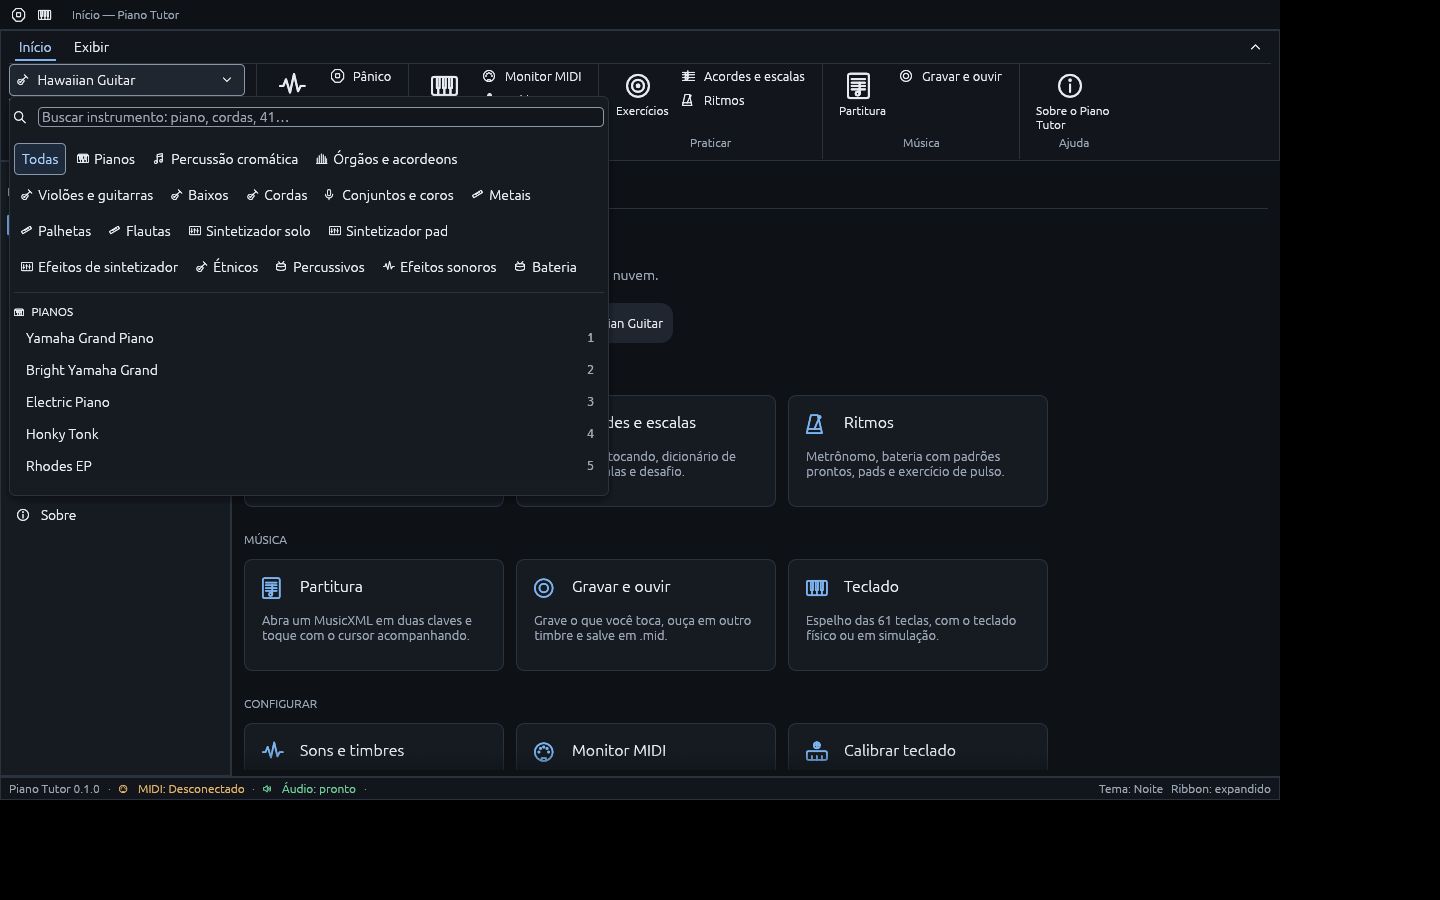 Início — Piano Tutor
Início Exibir
Hawaiian Guitar
Pânico
Monitor MIDI
Exercícios
Acordes e escalas
Ritmos
Praticar
Partitura
Gravar e ouvir
Música
Sobre o Piano
Tutor
Ajuda
Buscar instrumento: piano, cordas, 41...
Todas Pianos Percussão cromática Órgãos e acordeons
Violões e guitarras Baixos Cordas Conjuntos e coros Metais
Palhetas Flautas Sintetizador solo Sintetizador pad
Efeitos de sintetizador Étnicos Percussivos Efeitos sonoros Bateria
PIANOS
Yamaha Grand Piano 1
Bright Yamaha Grand 2
Electric Piano 3
Honky Tonk 4
Rhodes EP 5
nuvem.
ian Guitar
des e escalas
tocando, dicionário de
las e desafio.
Ritmos
Metrônomo, bateria com padrões
prontos, pads e exercício de pulso.
Sobre
MÚSICA
Partitura
Abra um MusicXML em duas claves e
toque com o cursor acompanhando.
Gravar e ouvir
Grave o que você toca, ouça em outro
timbre e salve em .mid.
Teclado
Espelho das 61 teclas, com o teclado
físico ou em simulação.
CONFIGURAR
Sons e timbres
Monitor MIDI
Calibrar teclado
Piano Tutor 0.1.0 · MIDI: Desconectado · Áudio: pronto ·
Tema: Noite Ribbon: expandido